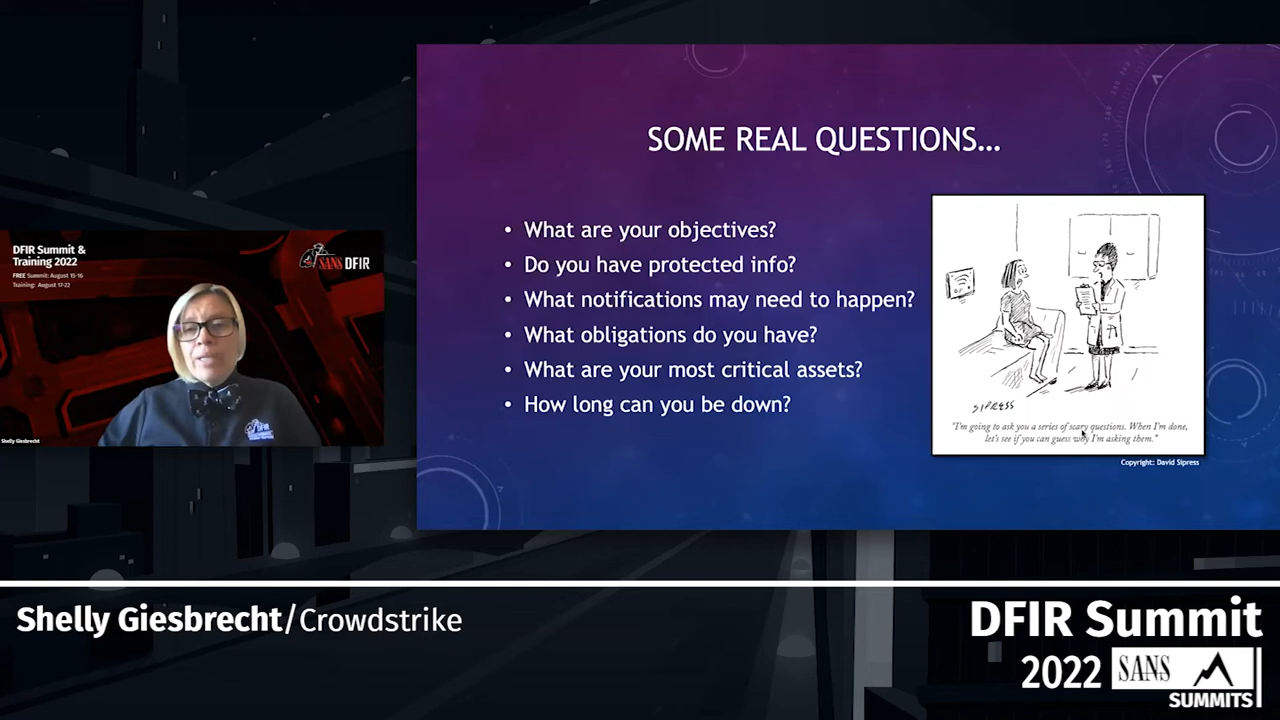 SOME REAL QUESTIONS...
• What are your objectives?
• Do you have protected info?
• What notifications may need to happen?
• What obligations do you have?
• What are your most critical assets?
• How long can you be down?
SIPRESS
"I'm going to ask you a series of scary questions. When I'm done,
let's see if you can guess why I'm asking them."
Copyright: David Sipress
DFIR Summit &
Training 2022
FREE Summit: August 15-16
Training: August 17-22
SANS DFIR
DFIR
Shelly Giesbrecht
Shelly Giesbrecht/Crowdstrike
DFIR Summit
2022 SANS
SUMMITS